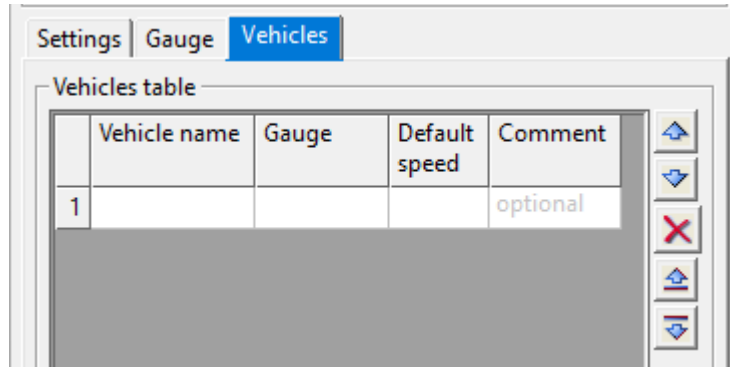 Settings Gauge Vehicles
Vehicles table
Vehicle name Gauge Default speed Comment
1 optional